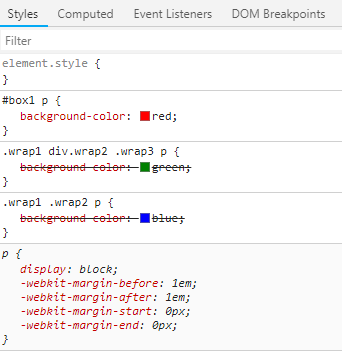 Styles Computed Event Listeners DOM Breakpoints
Filter
element.style {
}
#box1 p {
background-color: red;
}
.wrap1 div.wrap2 .wrap3 p {
background-color: green;
}
.wrap1 .wrap2 p {
background-color: blue;
}
p {
display: block;
-webkit-margin-before: 1em;
-webkit-margin-after: 1em;
-webkit-margin-start: 0px;
-webkit-margin-end: 0px;
}